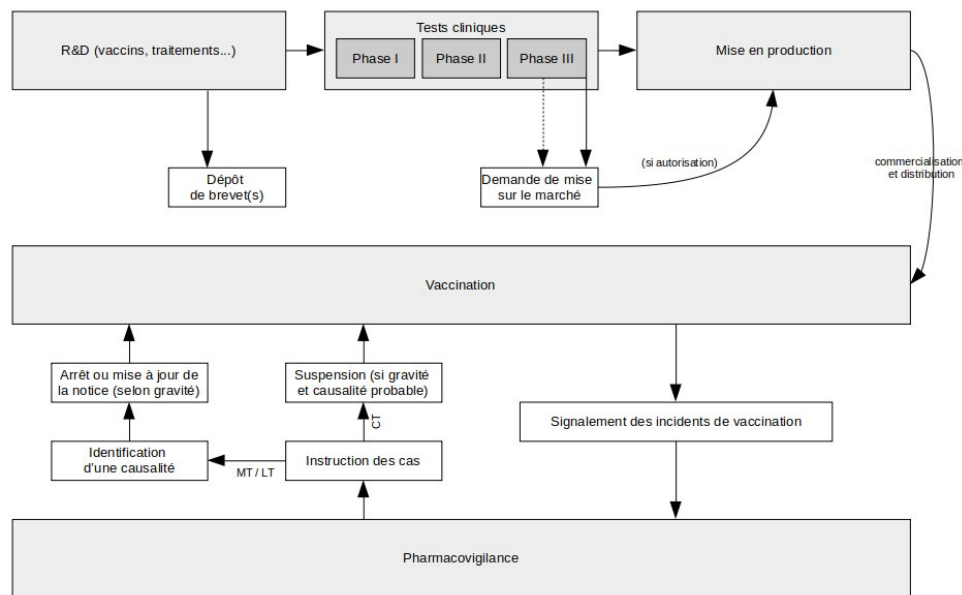 R&D (vaccins, traitements...)
Tests cliniques
Phase I
Phase II
Phase III
Mise en production
Dépôt
de brevet(s)
Demande de mise
sur le marché
(si autorisation)
commercialisation
et distribution
Vaccination
Arrêt ou mise à jour de
la notice (selon gravité)
Suspension (si gravité
et causalité probable)
CT
Signalement des incidents de vaccination
Identification
d'une causalité
MT / LT
Instruction des cas
Pharmacovigilance